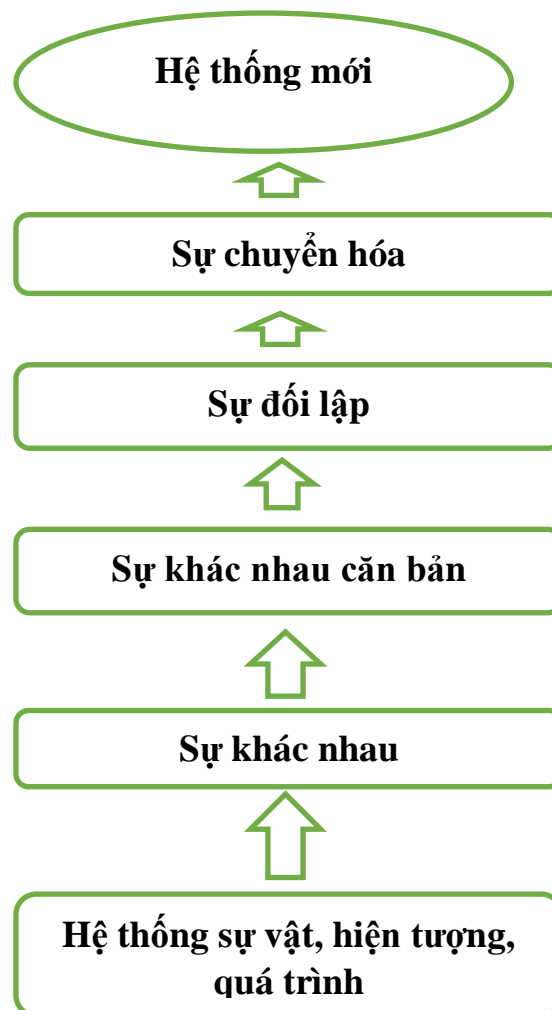 Hệ thống mới
Sự chuyển hóa
Sự đối lập
Sự khác nhau căn bản
Sự khác nhau
Hệ thống sự vật, hiện tượng,
quá trình